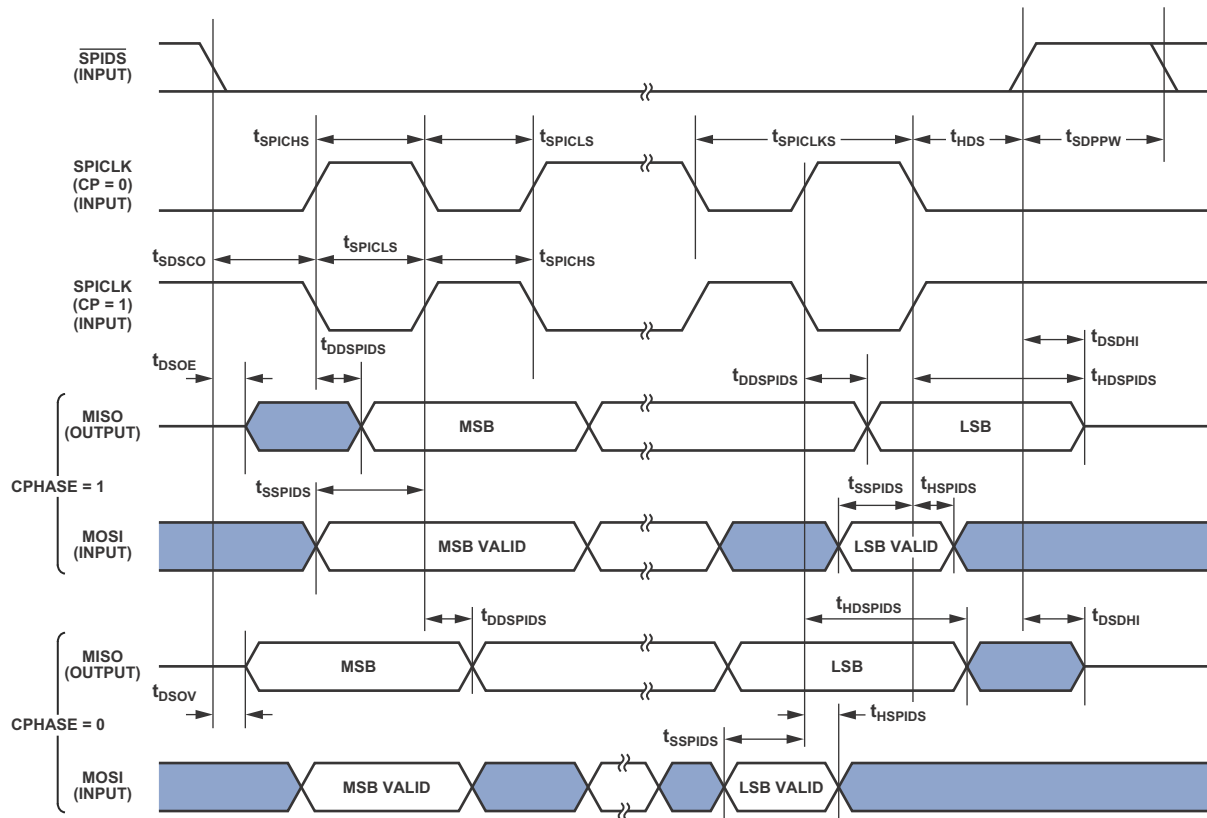 SPIDS
(INPUT)
tSPICHS
tSPICLS
tSPICLKS
tHDS
tSDPPW
SPICLK
(CP = 0)
(INPUT)
tSDSCO
tSPICLS
tSPICHS
SPICLK
(CP = 1)
(INPUT)
tDSOE
tDDSPIDS
tDDSPIDS
tDSDHI
tHDSPIDS
MISO
(OUTPUT)
MSB
LSB
CPHASE = 1
tSSPIDS
tSSPIDS
tHSPIDS
MOSI
(INPUT)
MSB VALID
LSB VALID
tDDSPIDS
tHDSPIDS
tDSDHI
MISO
(OUTPUT)
MSB
LSB
tDSOV
CPHASE = 0
tSSPIDS
tHSPIDS
MOSI
(INPUT)
MSB VALID
LSB VALID